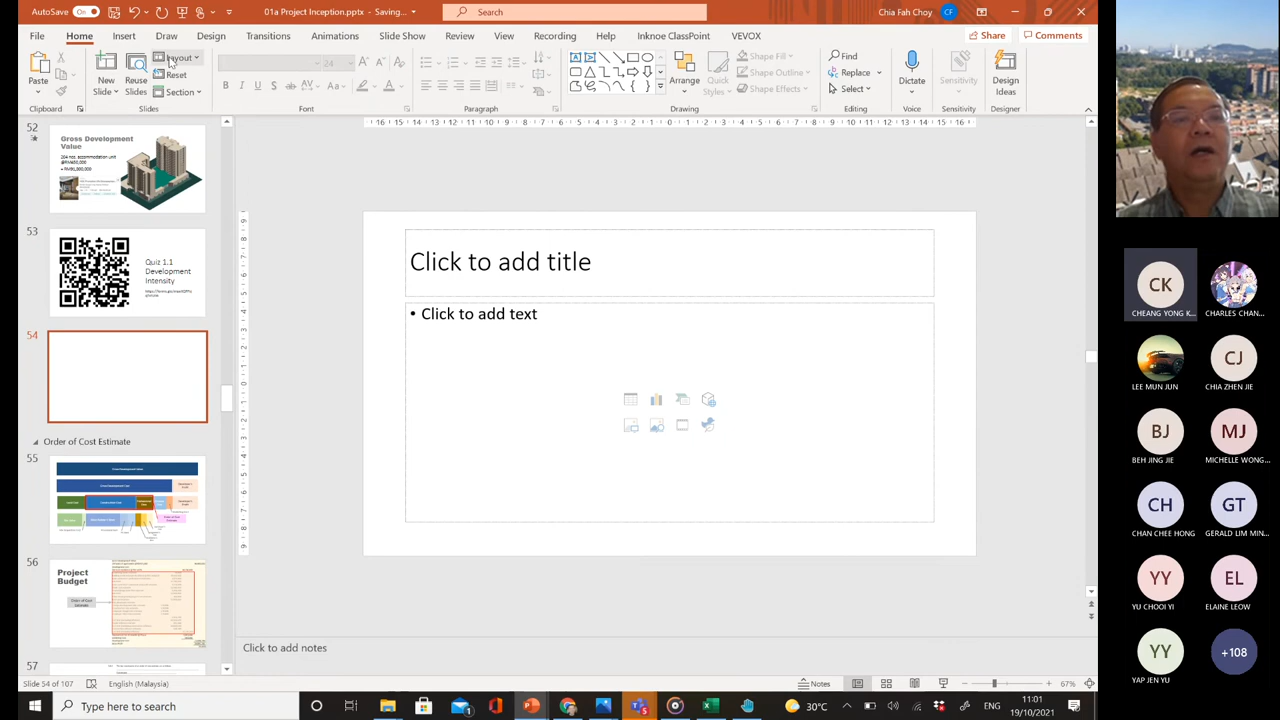 AutoSave On 01a Project Inception.pptx - Saving... Search Chia Fah Choy CF
File Home Insert Draw Design Transitions Animations Slide Show Review View Recording Help Inknoe ClassPoint VEVOX Share Comments
Paste New Slides Reuse Slides Layout Reset Section 24 Arrange Quick Styles Shape Fill Shape Outline Shape Effects Find Replace Select Dictate Sensitivity Design Ideas
Clipboard Slides Font Paragraph Drawing Editing Voice Sensitivity Designer
52
Gross Development
Value
53
Quiz 1.1
Development
Intensity
54
Click to add title
• Click to add text
Order of Cost Estimate
55
56
Project
Budget
57
Click to add notes
Slide 54 of 107 English (Malaysia) Notes 67%
Type here to search 30°C ENG 11:01
19/10/2021
CK
CHEANG YONG K... CHARLES CHAN...
CJ
LEE MUN JUN CHIA ZHEN JIE
BJ MJ
BEH JING JIE MICHELLE WONG...
CH GT
CHAN CHEE HONG GERALD LIM MIN...
YY EL
YU CHOOI YI ELAINE LEOW
YY +108
YAP JEN YU